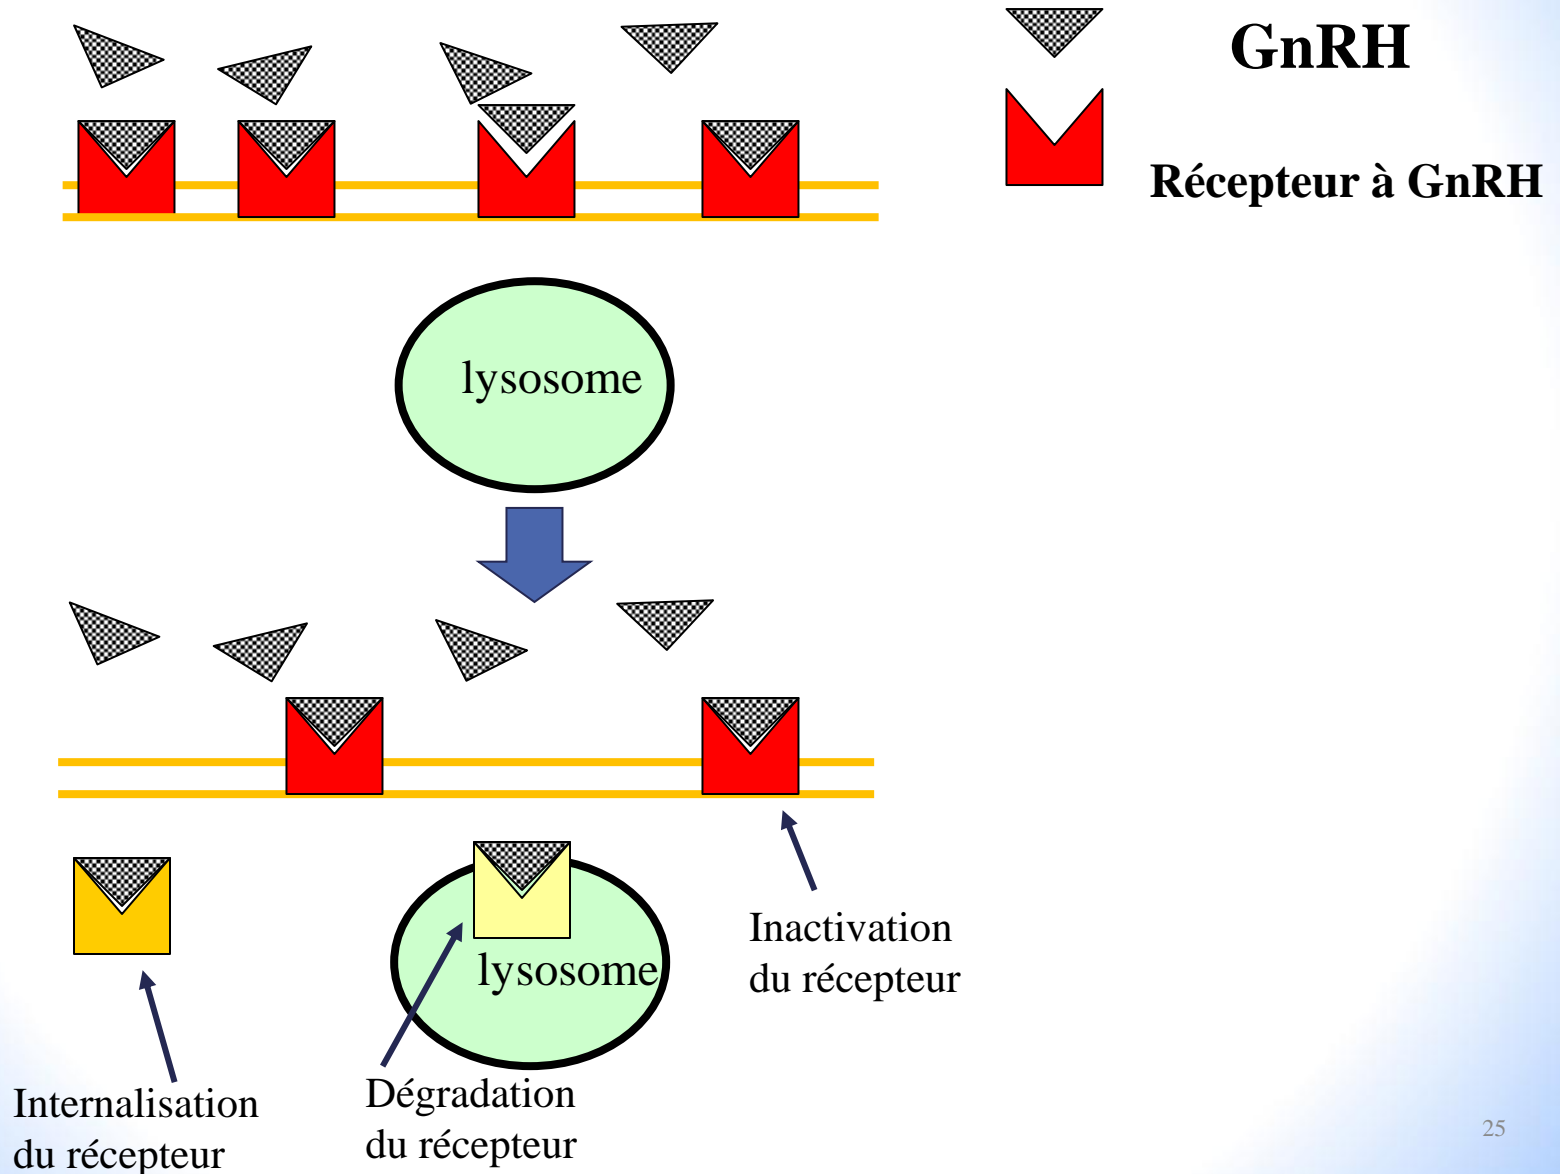 GnRH
Récepteur à GnRH
lysosome
lysosome
Inactivation
du récepteur
Internalisation
du récepteur
Dégradation
du récepteur
25